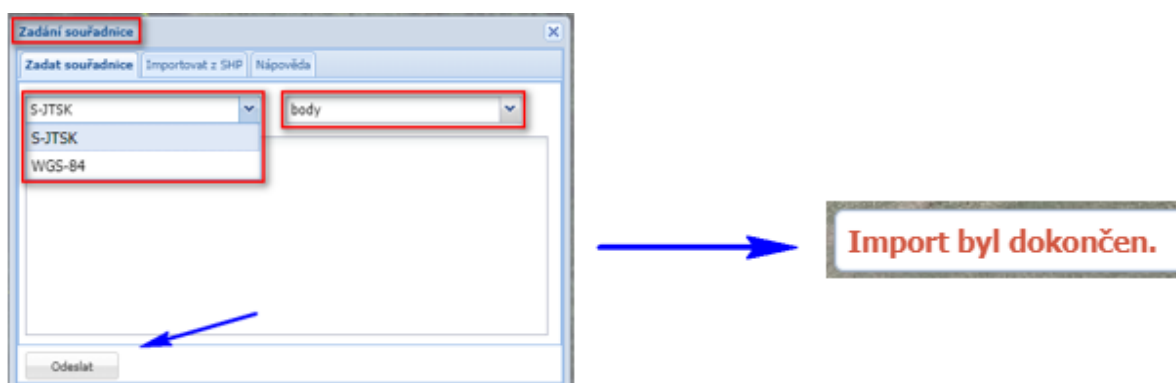 Zadání souřadnice
Zadat souřadnice Importovat z SHP Nápověda
S-JTSK body
S-JTSK
WGS-84
Import byl dokončen.
Odeslat